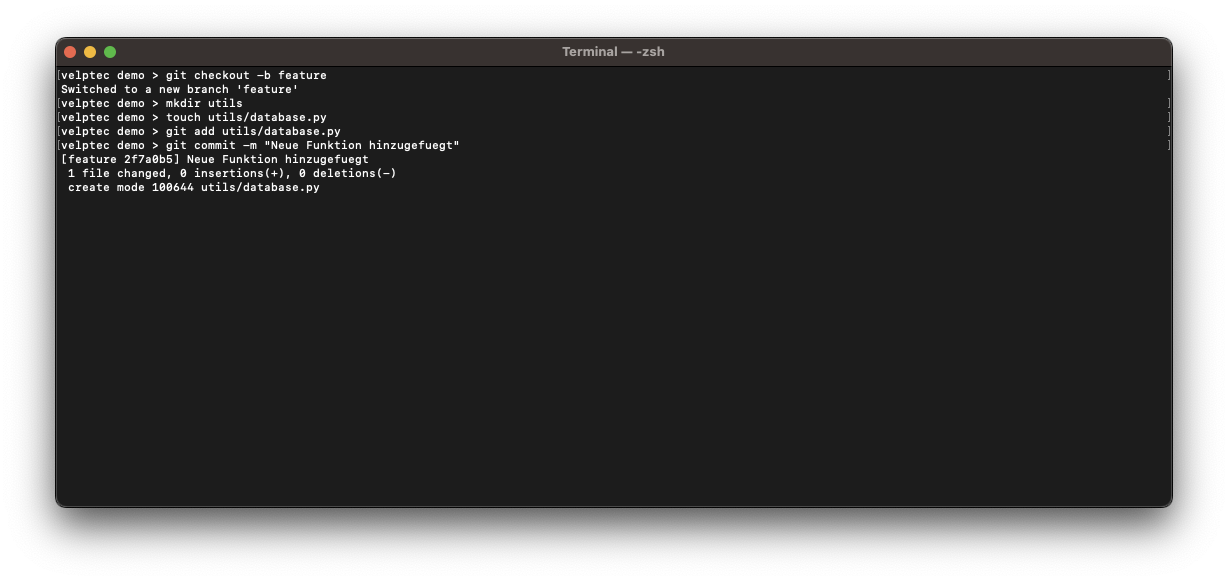 Terminal — -zsh
[velptec demo > git checkout -b feature ]
Switched to a new branch 'feature'
[velptec demo > mkdir utils ]
[velptec demo > touch utils/database.py ]
[velptec demo > git add utils/database.py ]
[velptec demo > git commit -m "Neue Funktion hinzugefuegt" ]
[feature 2f7a0b5] Neue Funktion hinzugefuegt
 1 file changed, 0 insertions(+), 0 deletions(-)
 create mode 100644 utils/database.py